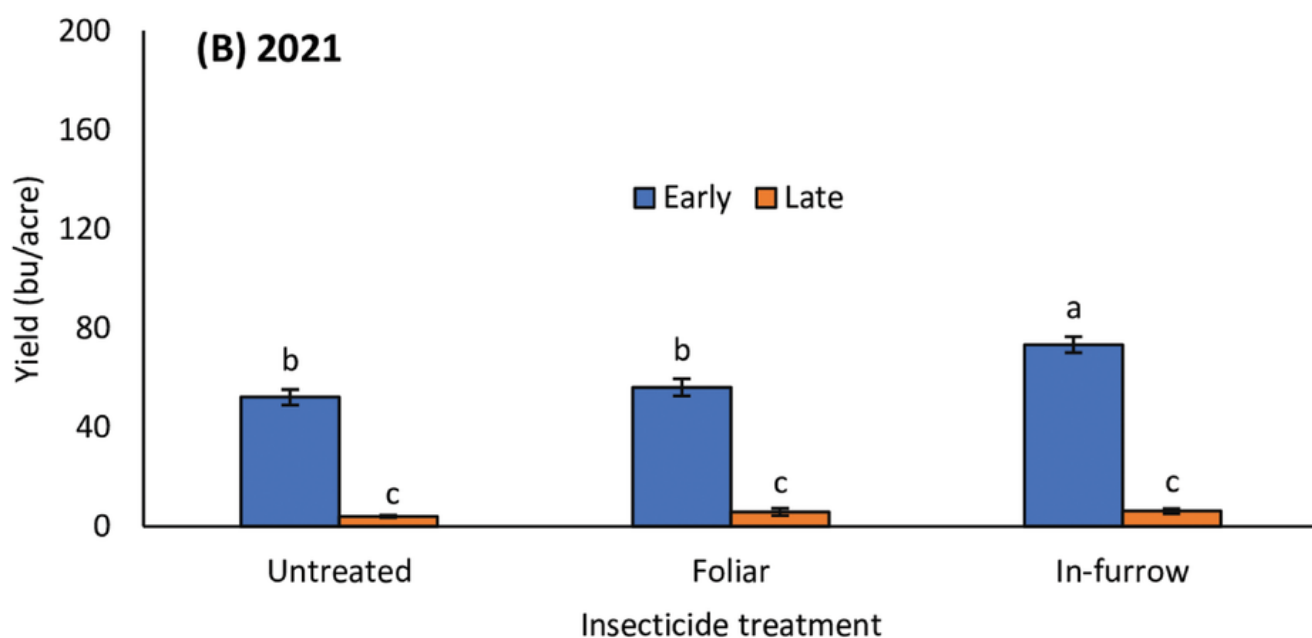 (B) 2021
200
160
120
80
40
0
Yield (bu/acre)
Early Late
b
c
b
c
a
c
Untreated Foliar In-furrow
Insecticide treatment